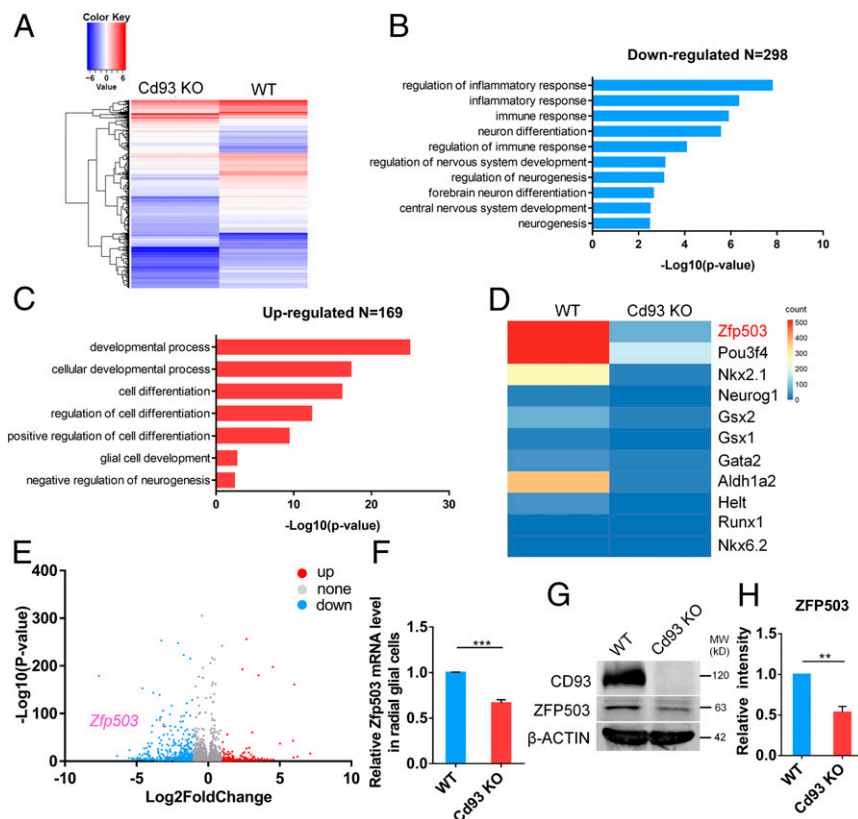 A
Color Key
-6 0 6
Value
Cd93 KO WT
B
Down-regulated N=298
regulation of inflammatory response
inflammatory response
immune response
neuron differentiation
regulation of immune response
regulation of nervous system development
regulation of neurogenesis
forebrain neuron differentiation
central nervous system development
neurogenesis
0 2 4 6 8 10
-Log10(p-value)
C
Up-regulated N=169
developmental process
cellular developmental process
cell differentiation
regulation of cell differentiation
positive regulation of cell differentiation
glial cell development
negative regulation of neurogenesis
0 10 20 30
-Log10(p-value)
D
WT Cd93 KO
count
500
400
300
200
100
0
Zfp503
Pou3f4
Nkx2.1
Neurog1
Gsx2
Gsx1
Gata2
Aldh1a2
Helt
Runx1
Nkx6.2
E
-Log10(P-value)
400
300
200
100
0
up
none
down
Zfp503
-10 -5 0 5 10
Log2FoldChange
F
Relative Zfp503 mRNA level
in radial glial cells
1.5
1.0
0.5
0.0
***
WT
Cd93 KO
G
WT
Cd93 KO
MW
(kD)
CD93
120
ZFP503
63
β-ACTIN
42
H
ZFP503
Relative intensity
1.5
1.0
0.5
0.0
**
WT
Cd93 KO